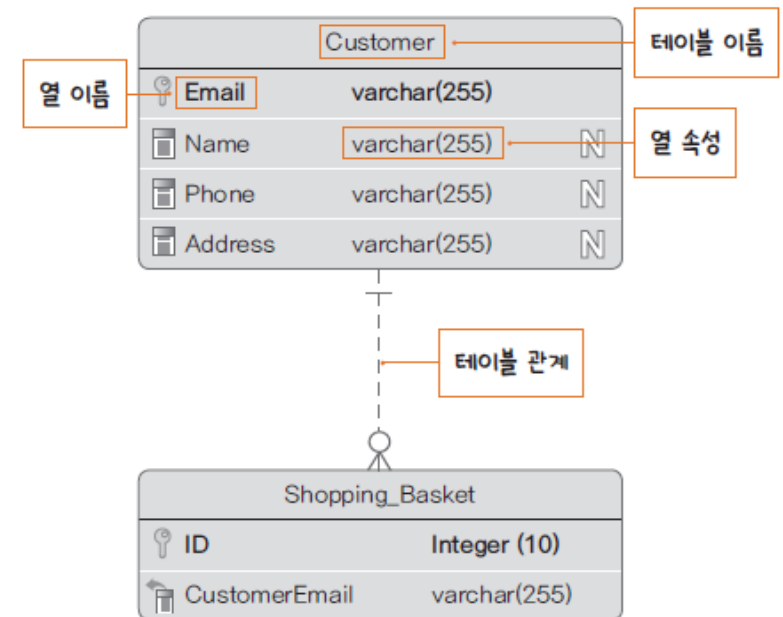 Customer
테이블 이름
열 이름
Email varchar(255)
Name varchar(255) N
열 속성
Phone varchar(255) N
Address varchar(255) N
테이블 관계
Shopping_Basket
ID Integer (10)
CustomerEmail varchar(255)